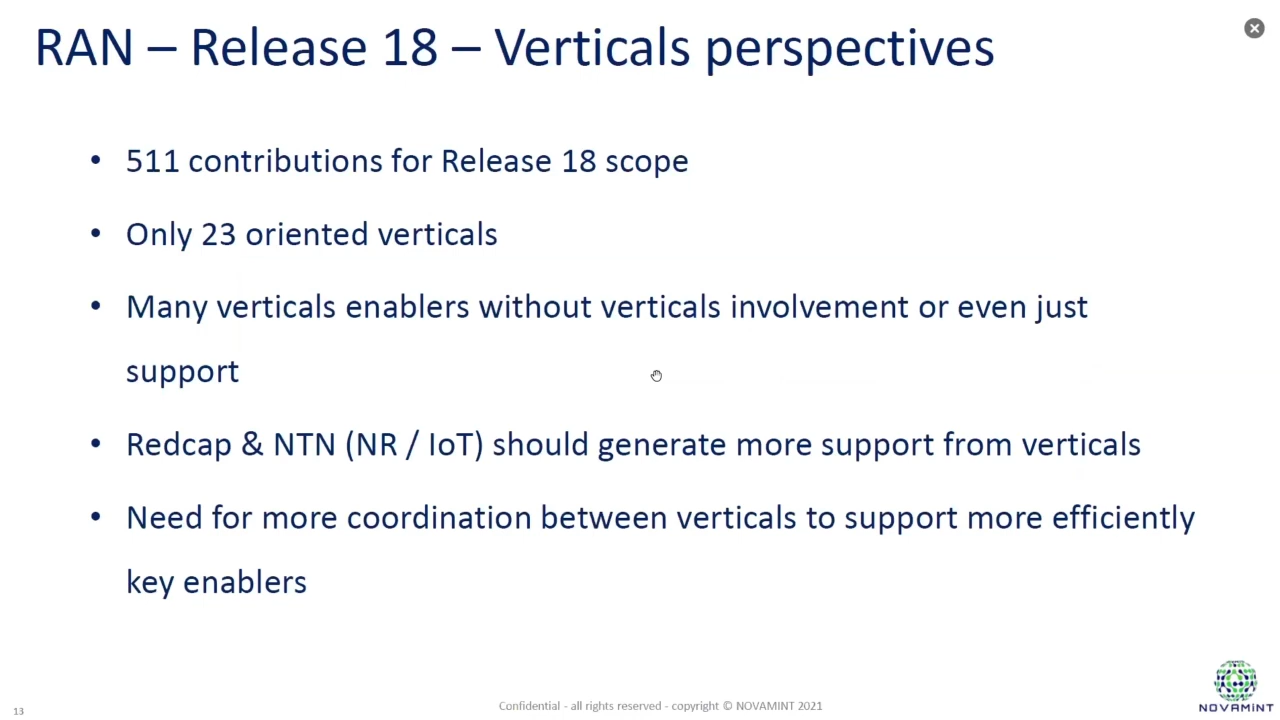 RAN – Release 18 – Verticals perspectives
• 511 contributions for Release 18 scope
• Only 23 oriented verticals
• Many verticals enablers without verticals involvement or even just
support
• Redcap & NTN (NR / IoT) should generate more support from verticals
• Need for more coordination between verticals to support more efficiently
key enablers
13
Confidential - all rights reserved - copyright © NOVAMINT 2021
NOVAMINT